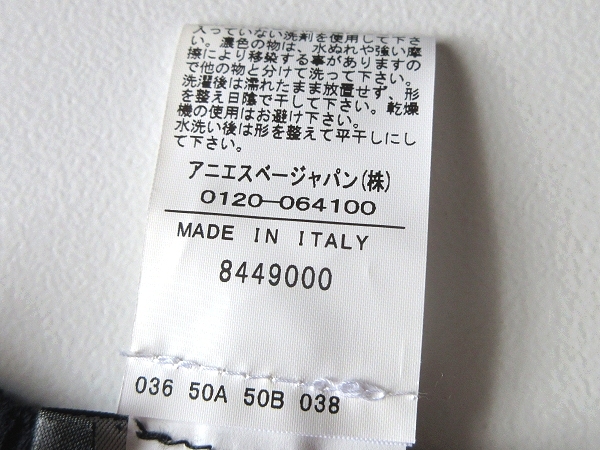 入っていない洗剤を使用して下さ
い。濃色の物は、水ぬれや強い摩
擦により移染する事がありますの
で他の物と分けて洗って下さい。
洗濯後は濡れたまま放置せず、形
を整え日陰で干して下さい。乾燥
機の使用はお避け下さい。
水洗い後は形を整えて平干しにし
て下さい。
アニエスベージャパン(株)
0120-064100
MADE IN ITALY
8449000
036 50A 50B 038